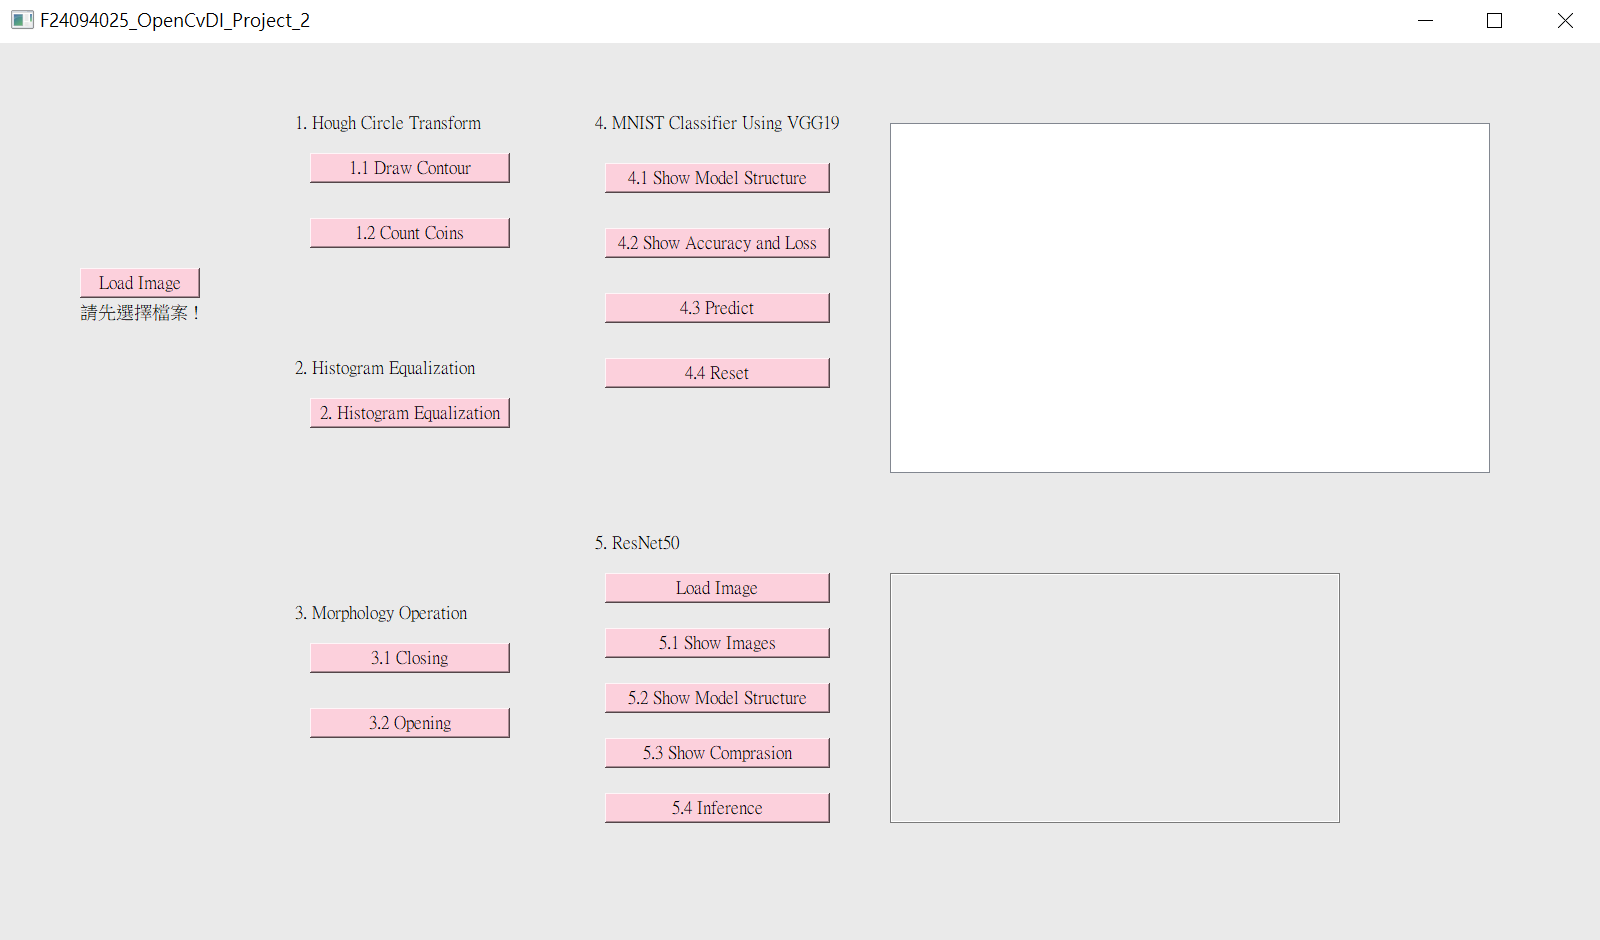 F24094025_OpenCvDl_Project_2
1. Hough Circle Transform
1.1 Draw Contour
1.2 Count Coins
Load Image
請先選擇檔案！
2. Histogram Equalization
2. Histogram Equalization
3. Morphology Operation
3.1 Closing
3.2 Opening
4. MNIST Classifier Using VGG19
4.1 Show Model Structure
4.2 Show Accuracy and Loss
4.3 Predict
4.4 Reset
5. ResNet50
Load Image
5.1 Show Images
5.2 Show Model Structure
5.3 Show Comprasion
5.4 Inference